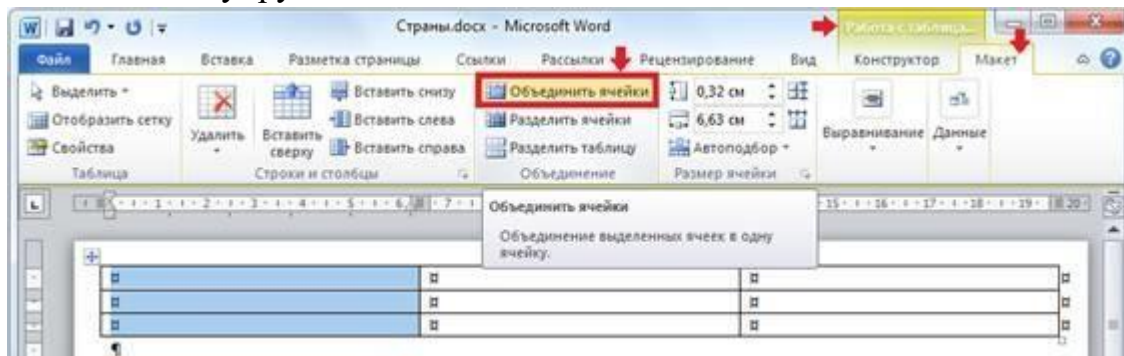 Страны.docx - Microsoft Word
Работа с таблица...
Файл Главная Вставка Разметка страницы Ссылки Рассылки Рецензирование Вид Конструктор Макет
Выделить
Отобразить сетку
Свойства
Таблица
Удалить
Вставить сверху
Вставить снизу
Вставить слева
Вставить справа
Строки и столбцы
Объединить ячейки
Разделить ячейки
Разделить таблицу
Объединение
0,32 см
6,63 см
Автоподбор
Размер ячейки
Выравнивание
Данные
Объединить ячейки
Объединение выделенных ячеек в одну
ячейку.